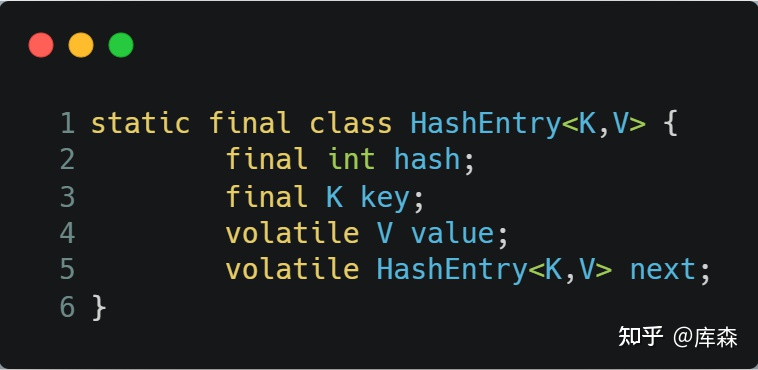 1 static final class HashEntry<K,V> {
2         final int hash;
3         final K key;
4         volatile V value;
5         volatile HashEntry<K,V> next;
6 }
知乎 @库森